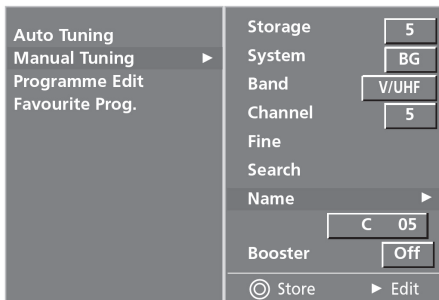 Auto Tuning
Manual Tuning ►
Programme Edit
Favourite Prog.
Storage 5
System BG
Band V/UHF
Channel 5
Fine
Search
Name ►
C 05
Booster Off
Store ► Edit